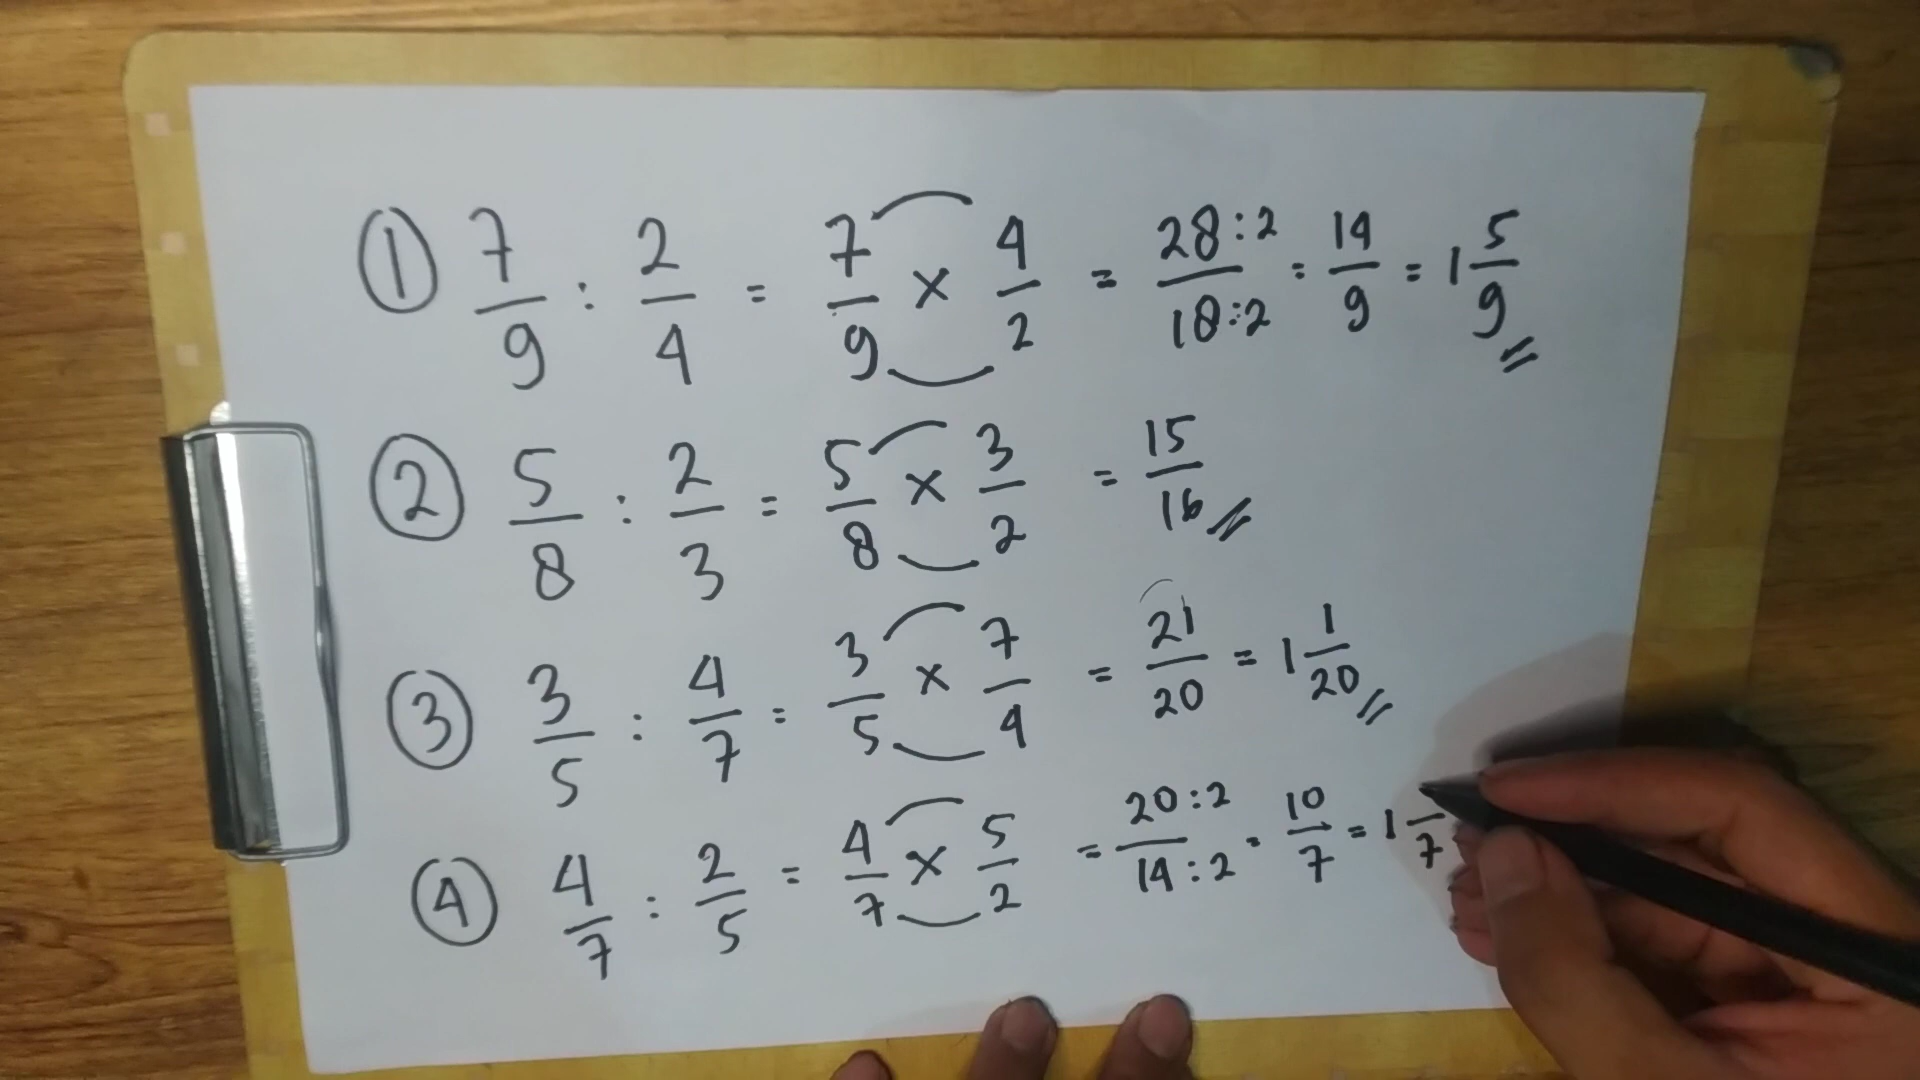 ① 7/9 : 2/4 = 7/9 × 4/2 = 28:2/18:2 = 14/9 = 1 5/9
② 5/8 : 2/3 = 5/8 × 3/2 = 15/16
③ 3/5 : 4/7 = 3/5 × 7/4 = 21/20 = 1 1/20
④ 4/7 : 2/5 = 4/7 × 5/2 = 20:2/14:2 = 10/7 = 1 /7